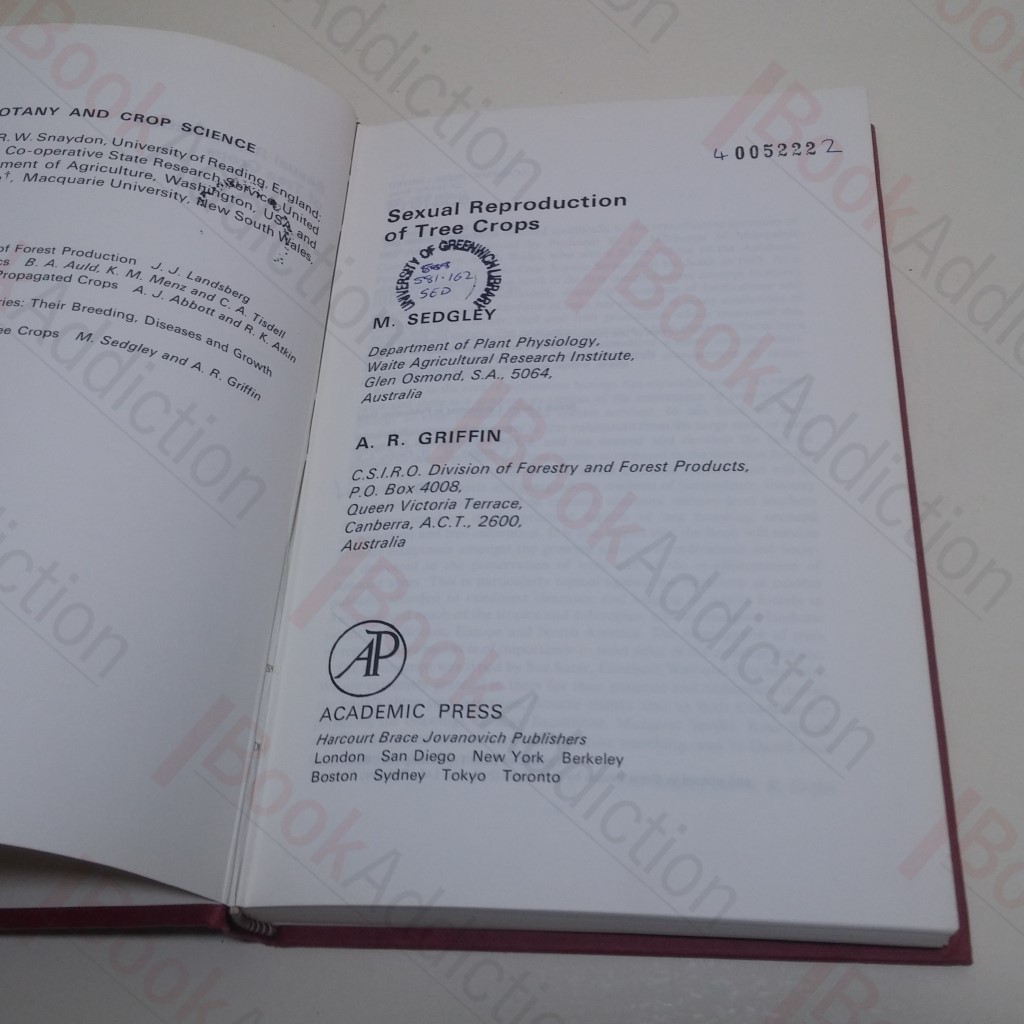 OTANY AND CROP SCIENCE
R. W. Snaydon, University of Reading, England;
Co-operative State Research Service, United
ment of Agriculture, Washington, USA and
†, Macquarie University, New South Wales,
of Forest Production J. J. Landsberg
cs B. A. Auld, K. M. Menz and C. A. Tisdell
Propagated Crops A. J. Abbott and R. K. Atkin
ries: Their Breeding, Diseases and Growth
ee Crops M. Sedgley and A. R. Griffin
4 0052222
Sexual Reproduction
of Tree Crops
UNIVERSITY OF GREENWICH LIBRARY
581.162
SED
M. SEDGLEY
Department of Plant Physiology,
Waite Agricultural Research Institute,
Glen Osmond, S.A., 5064,
Australia
A. R. GRIFFIN
C.S.I.R.O. Division of Forestry and Forest Products,
P.O. Box 4008,
Queen Victoria Terrace,
Canberra, A.C.T., 2600,
Australia
AP
ACADEMIC PRESS
Harcourt Brace Jovanovich Publishers
London San Diego New York Berkeley
Boston Sydney Tokyo Toronto
BookAddiction